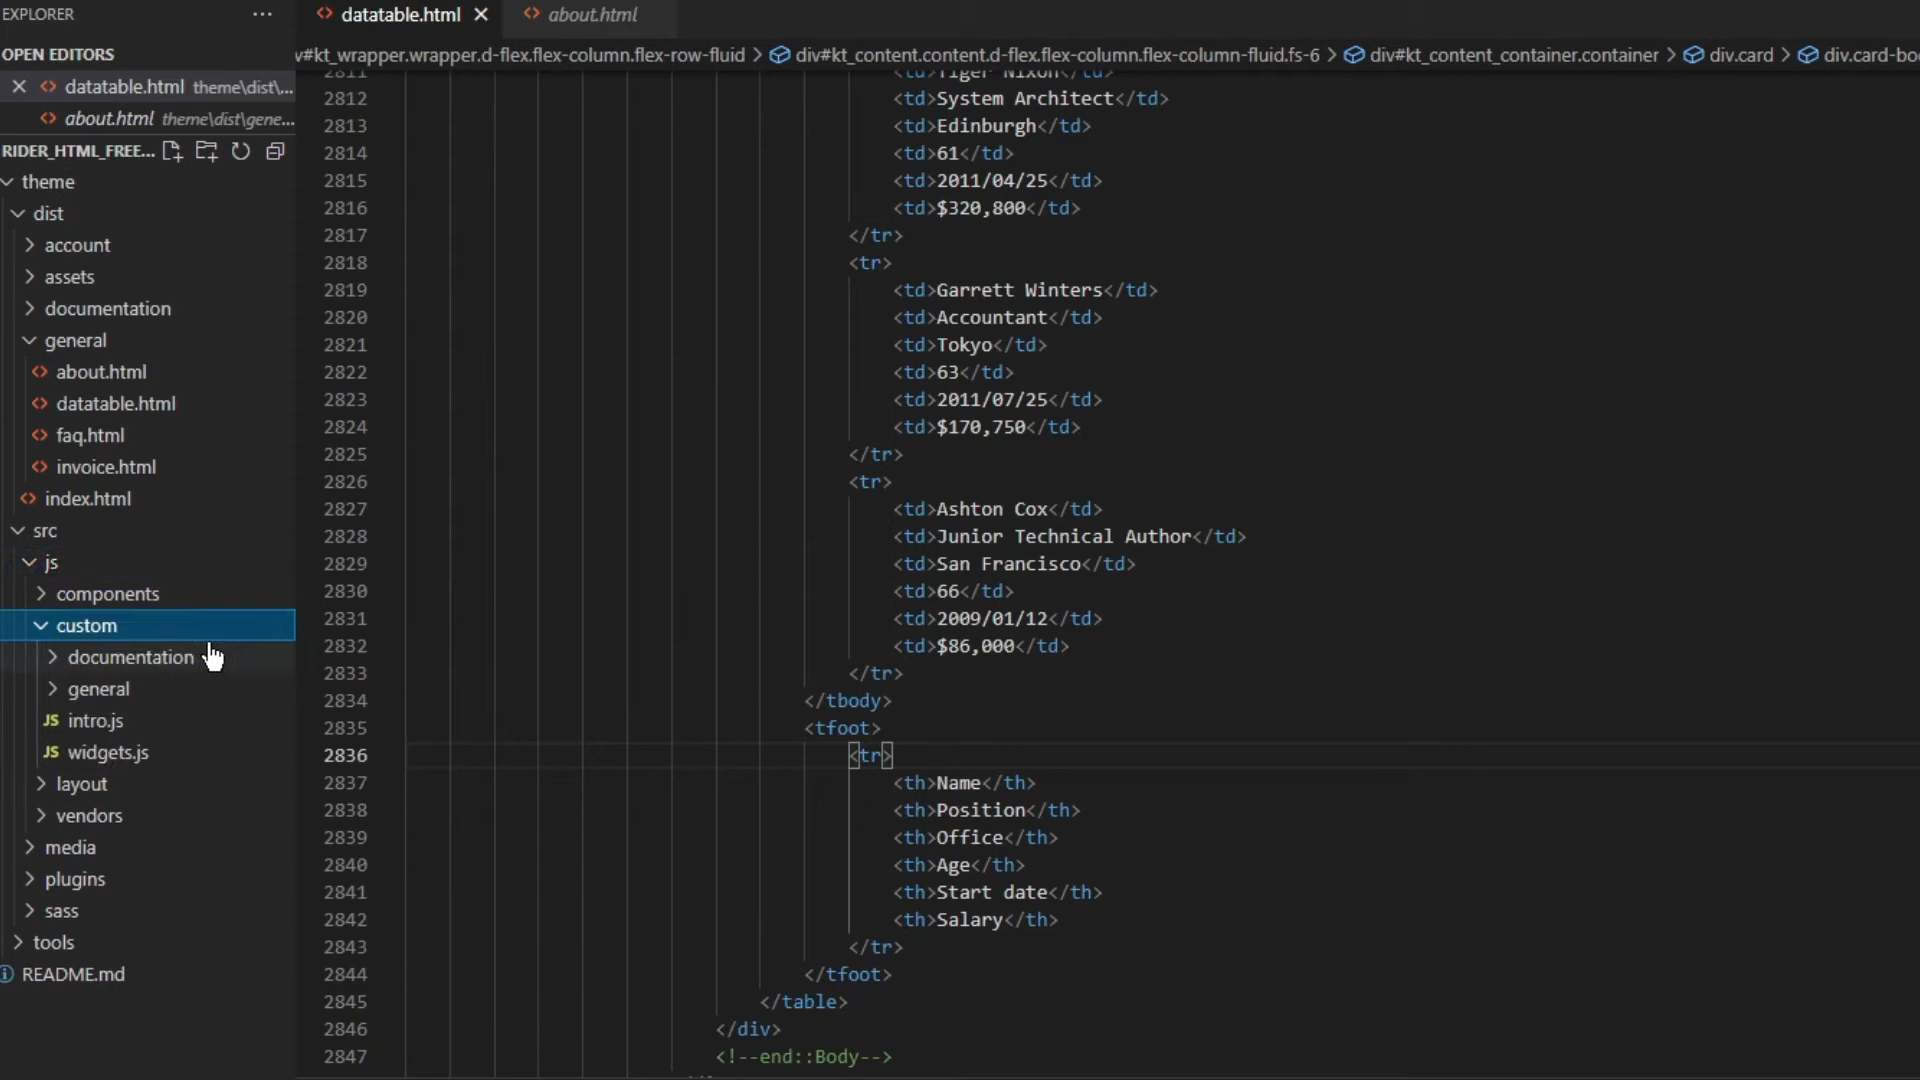 EXPLORER
OPEN EDITORS
datatable.html theme\dist\...
about.html theme\dist\gene...
RIDER_HTML_FREE...
theme
dist
account
assets
documentation
general
about.html
datatable.html
faq.html
invoice.html
index.html
src
js
components
custom
documentation
general
JS intro.js
JS widgets.js
layout
vendors
media
plugins
sass
tools
README.md
datatable.html
about.html
v#kt_wrapper.wrapper.d-flex.flex-column.flex-row-fluid > div#kt_content.content.d-flex.flex-column.flex-column-fluid.fs-6 > div#kt_content_container.container > div.card > div.card-bo
2811 <td>Tiger Nixon</td>
2812 <td>System Architect</td>
2813 <td>Edinburgh</td>
2814 <td>61</td>
2815 <td>2011/04/25</td>
2816 <td>$320,800</td>
2817 </tr>
2818 <tr>
2819 <td>Garrett Winters</td>
2820 <td>Accountant</td>
2821 <td>Tokyo</td>
2822 <td>63</td>
2823 <td>2011/07/25</td>
2824 <td>$170,750</td>
2825 </tr>
2826 <tr>
2827 <td>Ashton Cox</td>
2828 <td>Junior Technical Author</td>
2829 <td>San Francisco</td>
2830 <td>66</td>
2831 <td>2009/01/12</td>
2832 <td>$86,000</td>
2833 </tr>
2834 </tbody>
2835 <tfoot>
2836 <tr>
2837 <th>Name</th>
2838 <th>Position</th>
2839 <th>Office</th>
2840 <th>Age</th>
2841 <th>Start date</th>
2842 <th>Salary</th>
2843 </tr>
2844 </tfoot>
2845 </table>
2846 </div>
2847 <!--end::Body-->